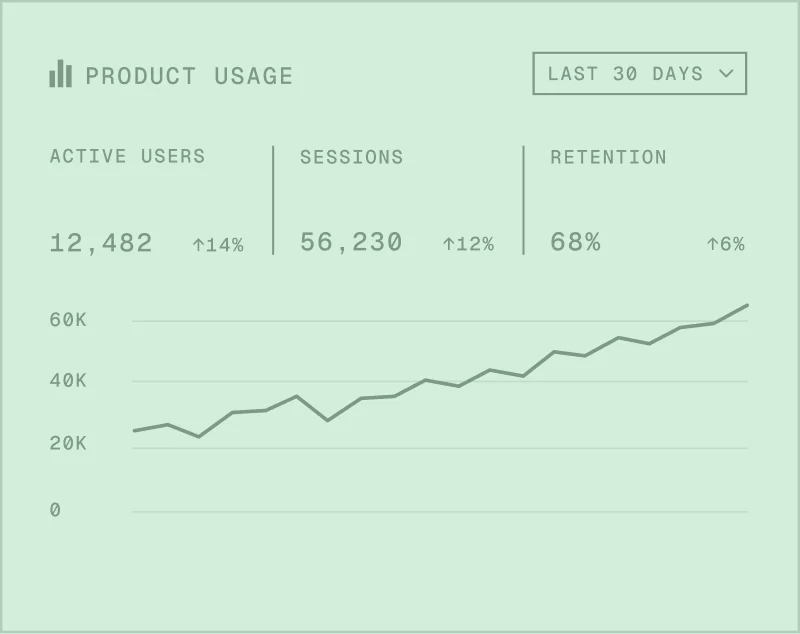 PRODUCT USAGE
LAST 30 DAYS
ACTIVE USERS
12,482 ↑14%
SESSIONS
56,230 ↑12%
RETENTION
68% ↑6%
60K
40K
20K
0